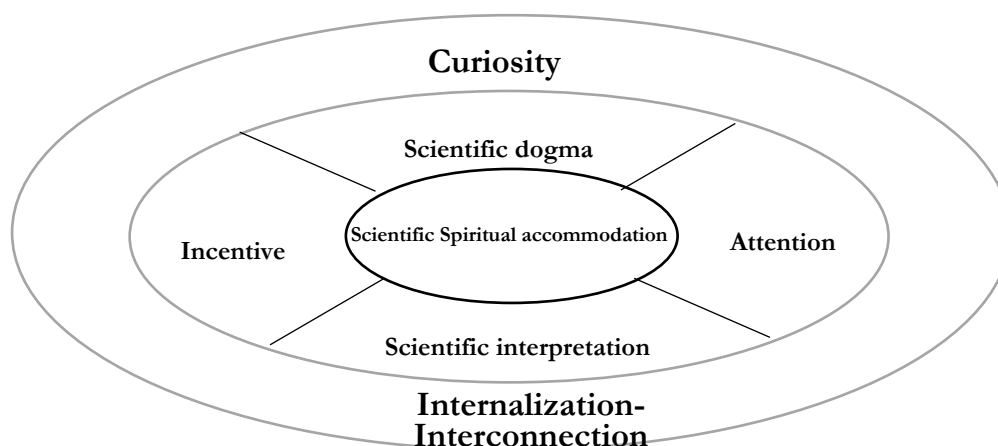 Curiosity
Scientific dogma
Scientific Spiritual accommodation
Incentive
Attention
Scientific interpretation
Internalization-
Interconnection